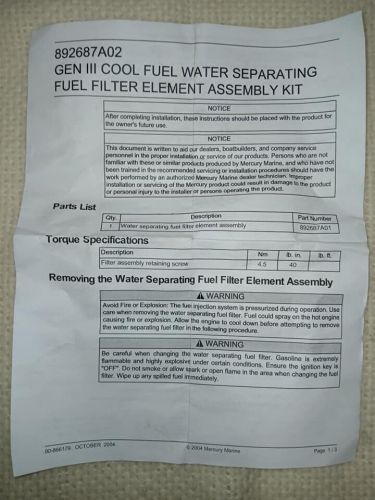 892687A02
GEN III COOL FUEL WATER SEPARATING
FUEL FILTER ELEMENT ASSEMBLY KIT
NOTICE
After completing installation, these instructions should be placed with the product for
the owner's future use.
NOTICE
This document is written to aid our dealers, boatbuilders, and company service
personnel in the proper installation or service of our products. Persons who are not
familiar with these or similar products produced by Mercury Marine, and who have not
been trained in the recommended servicing or installation procedures should have the
work performed by an authorized Mercury Marine dealer technician. Improper
installation or servicing of the Mercury product could result in damage to the product
or personal injury to the installer or persons operating the product.
Parts List
Qty. Description Part Number
1 Water separating fuel filter element assembly 892687A01
Torque Specifications
Description Nm lb. in. lb. ft.
Filter assembly retaining screw 4.5 40
Removing the Water Separating Fuel Filter Element Assembly
⚠ WARNING
Avoid Fire or Explosion: The fuel injection system is pressurized during operation. Use
care when removing the water separating fuel filter. Fuel could spray on the hot engine
causing fire or explosion. Allow the engine to cool down before attempting to remove
the water separating fuel filter in the following procedure.
⚠ WARNING
Be careful when changing the water separating fuel filter. Gasoline is extremely
flammable and highly explosive under certain conditions. Ensure the ignition key is
"OFF". Do not smoke or allow spark or open flame in the area when changing the fuel
filter. Wipe up any spilled fuel immediately.
90-866179 OCTOBER 2004 © 2004 Mercury Marine Page 1 / 3